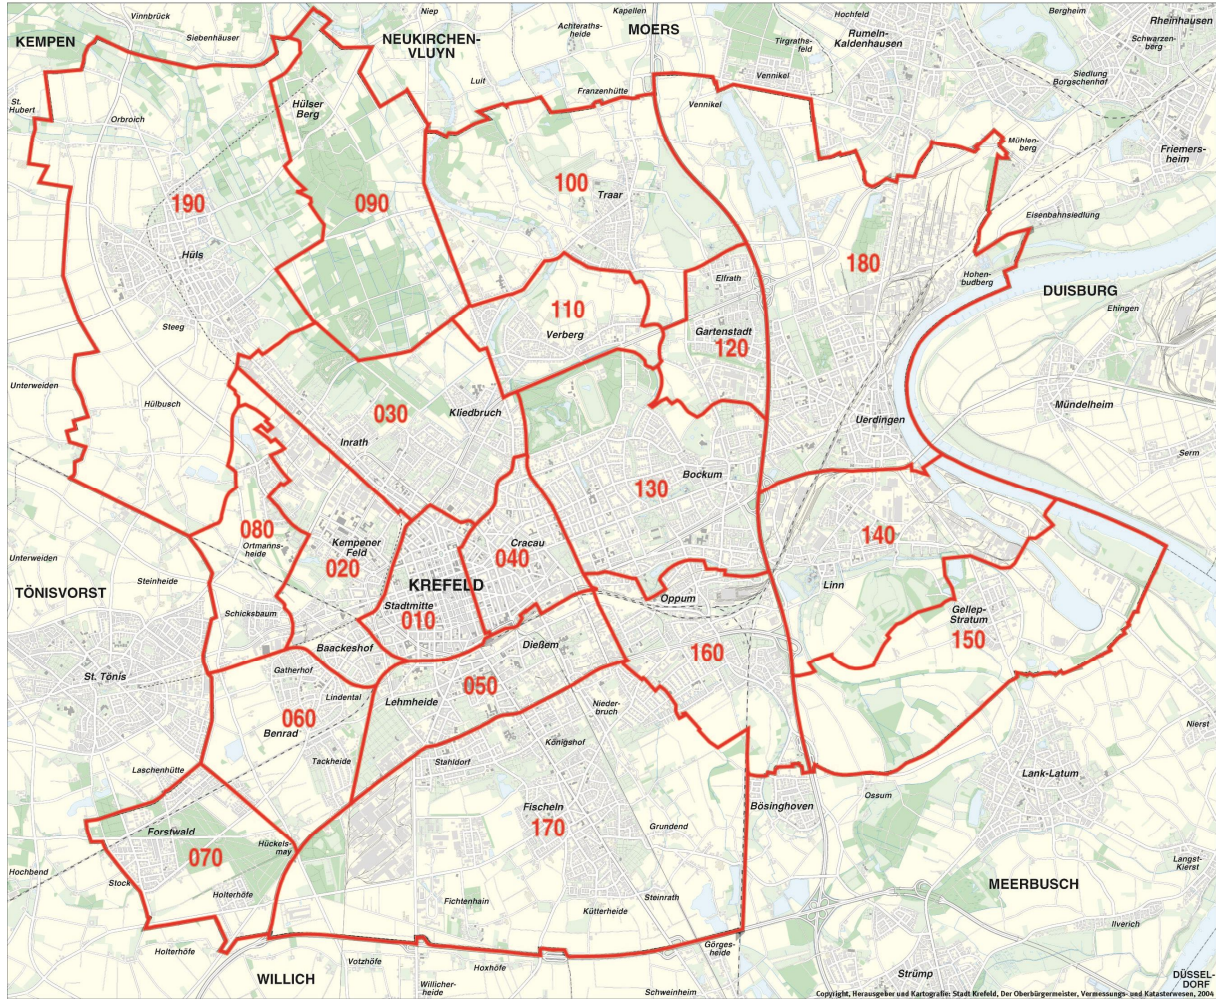 Vinnbrück
Niep
Kapellen
Bergheim
Rheinhausen
KEMPEN
Siebenhäuser
NEUKIRCHEN-
VLUYN
Achteraths-
heide
MOERS
Hochfeld
Rumeln-
Kaldenhausen
Tirgraths-
feld
Schwarzen-
berg
Luit
Vennikel
Siedlung
Borgschenhof
Franzenhütte
St.
Hubert
Orbroich
Hülser
Berg
Vennikel
Mühlen-
berg
Friemers-
heim
190
090
100
Traar
Eisenbahnsiedlung
Hüls
180
Elfrath
Hohen-
budberg
DUISBURG
110
Verberg
Ehingen
Steeg
Gartenstadt
120
Unterweiden
Hülbusch
030
Kliedbruch
Mündelheim
Inrath
Uerdingen
Serm
Bockum
130
080
Ortmanns-
heide
Kempener
Feld
020
Cracau
040
140
Unterweiden
Steinheide
TÖNISVORST
KREFELD
Linn
Schicksbaum
Stadtmitte
010
Oppum
Gellep-
Stratum
150
Baackeshof
Dießem
160
St. Tönis
Gatherhof
Lindental
050
Lehmheide
Nieder-
bruch
060
Benrad
Nierst
Königshof
Laschenhütte
Tackheide
Stahldorf
Lank-Latum
Ossum
Bösinghoven
Fischeln
170
Grundend
Forstwald
070
Hückels-
may
Hochbend
Stock
Holterhöfe
Langst-
Kierst
MEERBUSCH
Fichtenhain
Steinrath
Kütterheide
Ilverich
Holterhöfe
Votzhöfe
Hoxhöfe
Görges-
heide
WILLICH
Willicher-
heide
Schweinheim
Strümp
DÜSSEL-
DORF
Copyright, Herausgeber und Kartografie: Stadt Krefeld, Der Oberbürgermeister, Vermessungs- und Katasterwesen, 2004